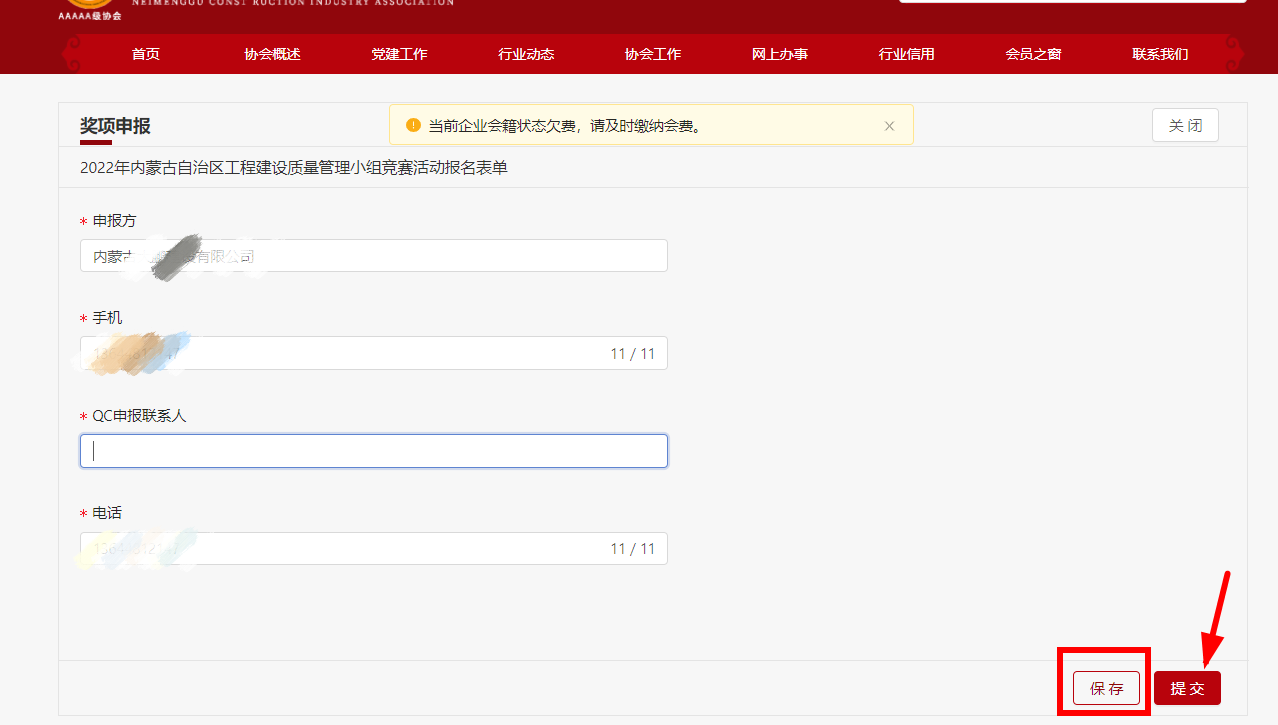 NEIMENGGU CONSTRUCTION INDUSTRY ASSOCIATION
AAAAA级协会
首页 协会概述 党建工作 行业动态 协会工作 网上办事 行业信用 会员之窗 联系我们
奖项申报
当前企业会籍状态欠费，请及时缴纳会费。
关 闭
2022年内蒙古自治区工程建设质量管理小组竞赛活动报名表单
* 申报方
内蒙古 有限公司
* 手机
11 / 11
* QC申报联系人
* 电话
11 / 11
保 存 提 交